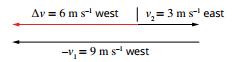 Δv = 6 m s⁻¹ west | v₂ = 3 m s⁻¹ east
−v₁ = 9 m s⁻¹ west